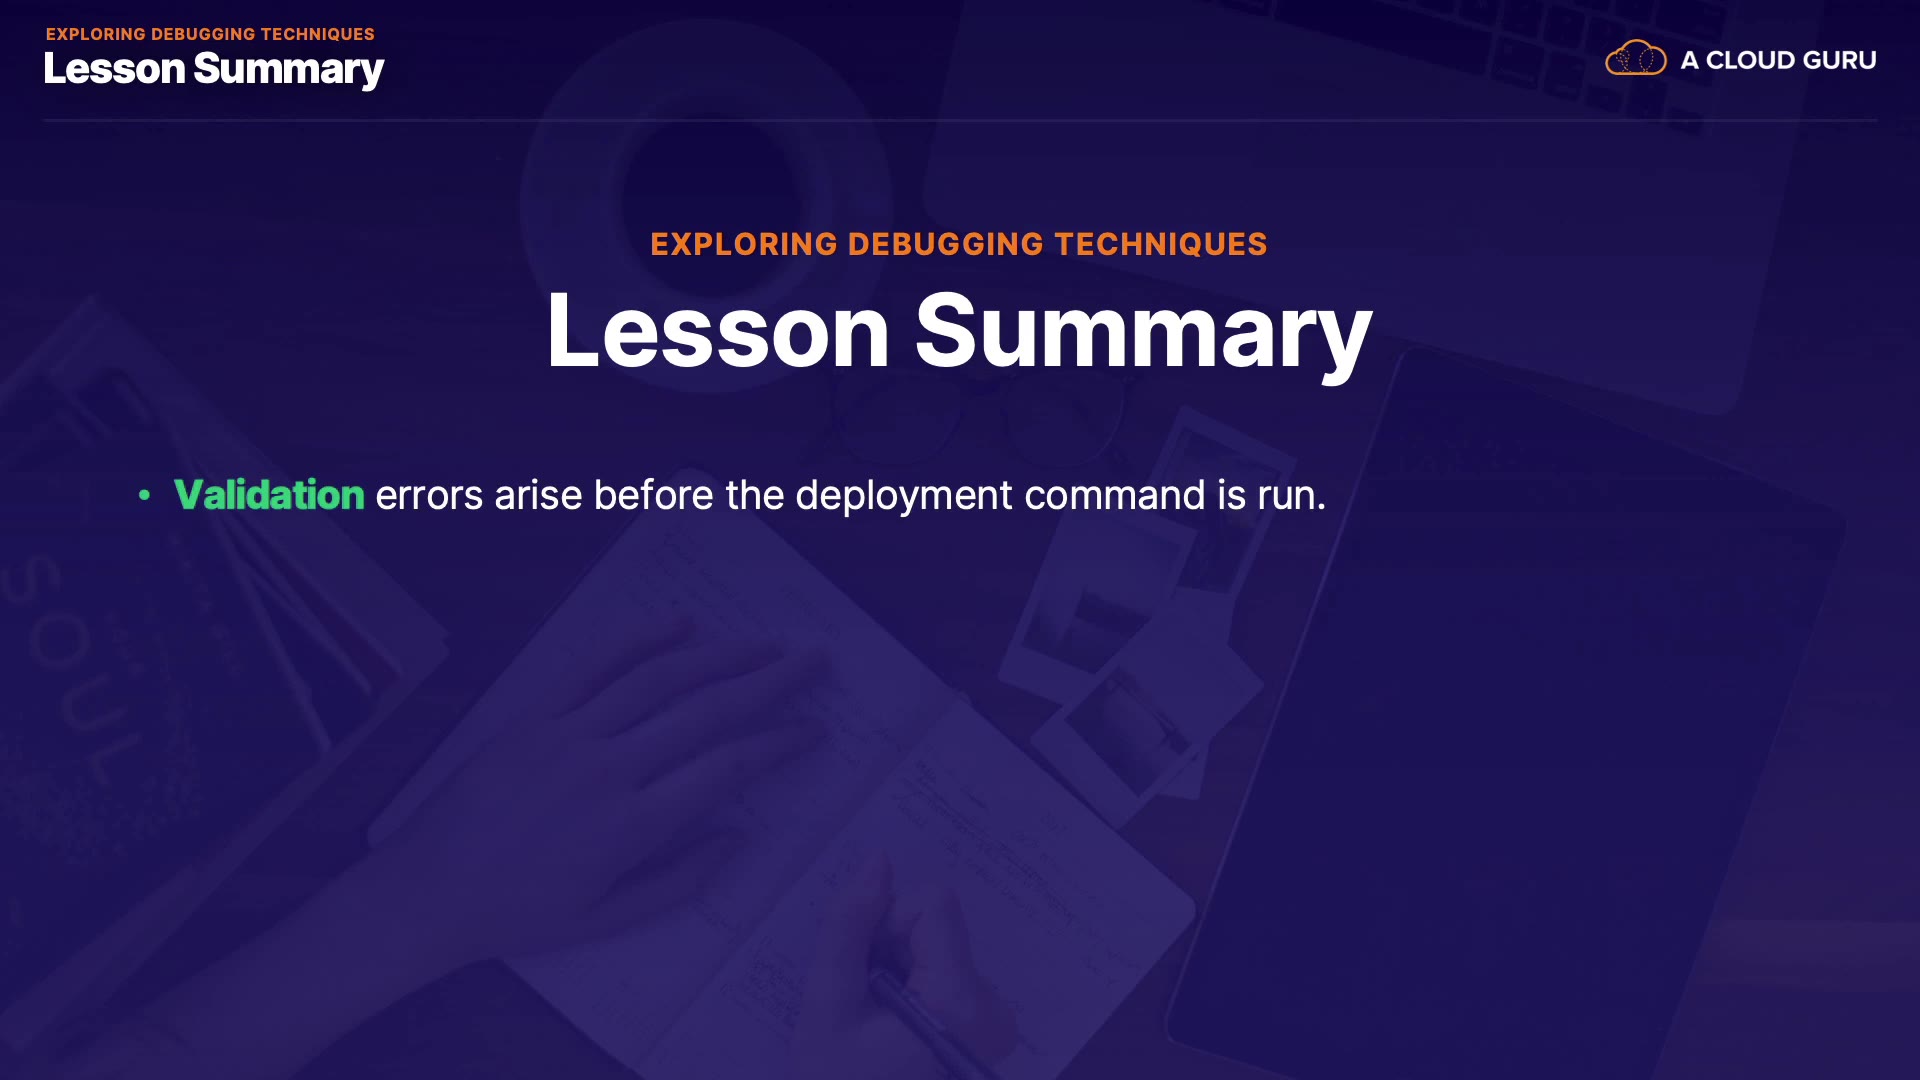 EXPLORING DEBUGGING TECHNIQUES
Lesson Summary
A CLOUD GURU
EXPLORING DEBUGGING TECHNIQUES
Lesson Summary
• Validation errors arise before the deployment command is run.
SOUL